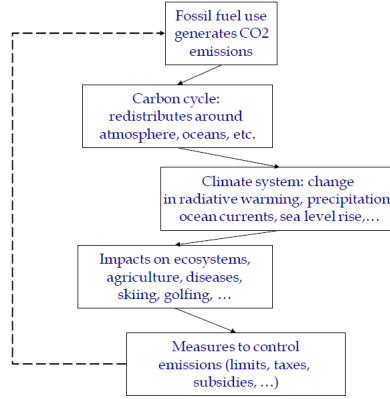 Fossil fuel use
generates CO2
emissions
Carbon cycle:
redistributes around
atmosphere, oceans, etc.
Climate system: change
in radiative warming, precipitation,
ocean currents, sea level rise,…
Impacts on ecosystems,
agriculture, diseases,
skiing, golfing, …
Measures to control
emissions (limits, taxes,
subsidies, …)